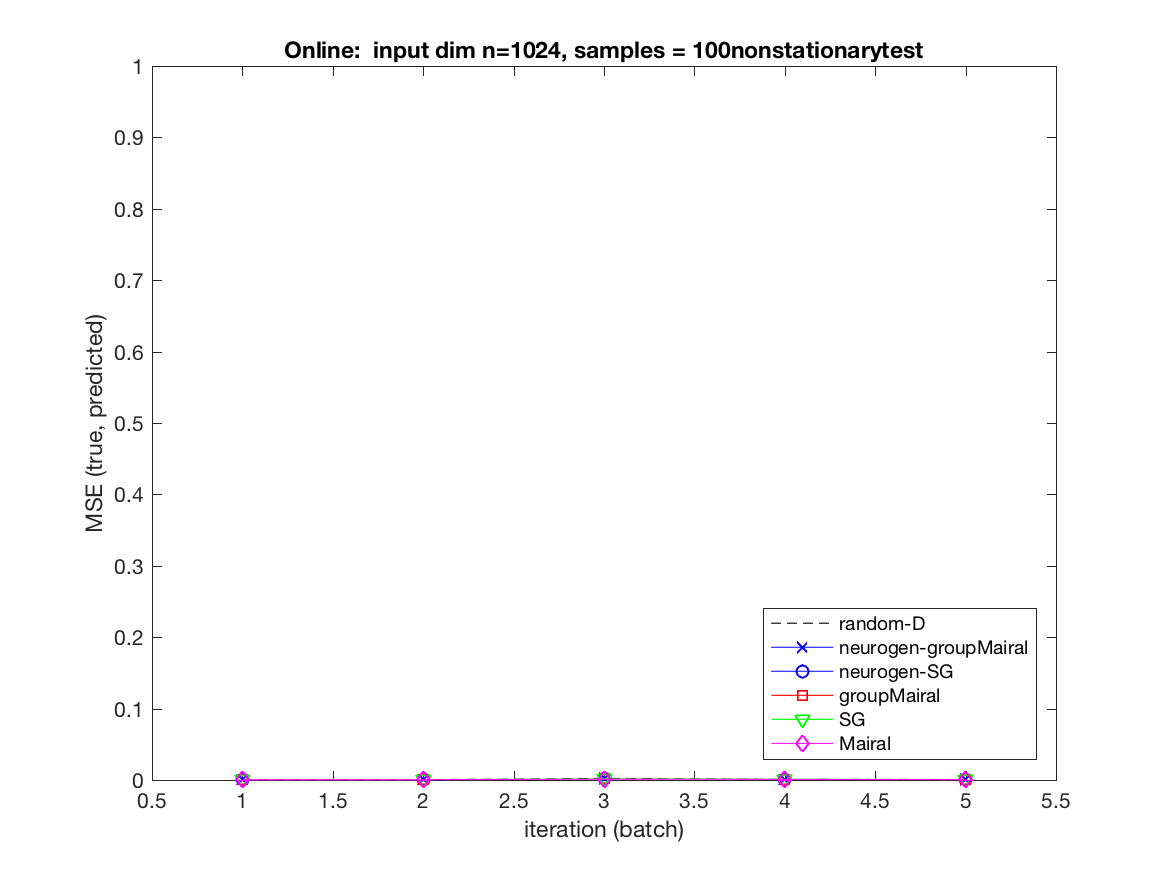 Online:  input dim n=1024, samples = 100nonstationarytest
1
0.9
0.8
0.7
0.6
0.5
0.4
0.3
0.2
0.1
0
MSE (true, predicted)
random-D
neurogen-groupMairal
neurogen-SG
groupMairal
SG
Mairal
0.5 1 1.5 2 2.5 3 3.5 4 4.5 5 5.5
iteration (batch)